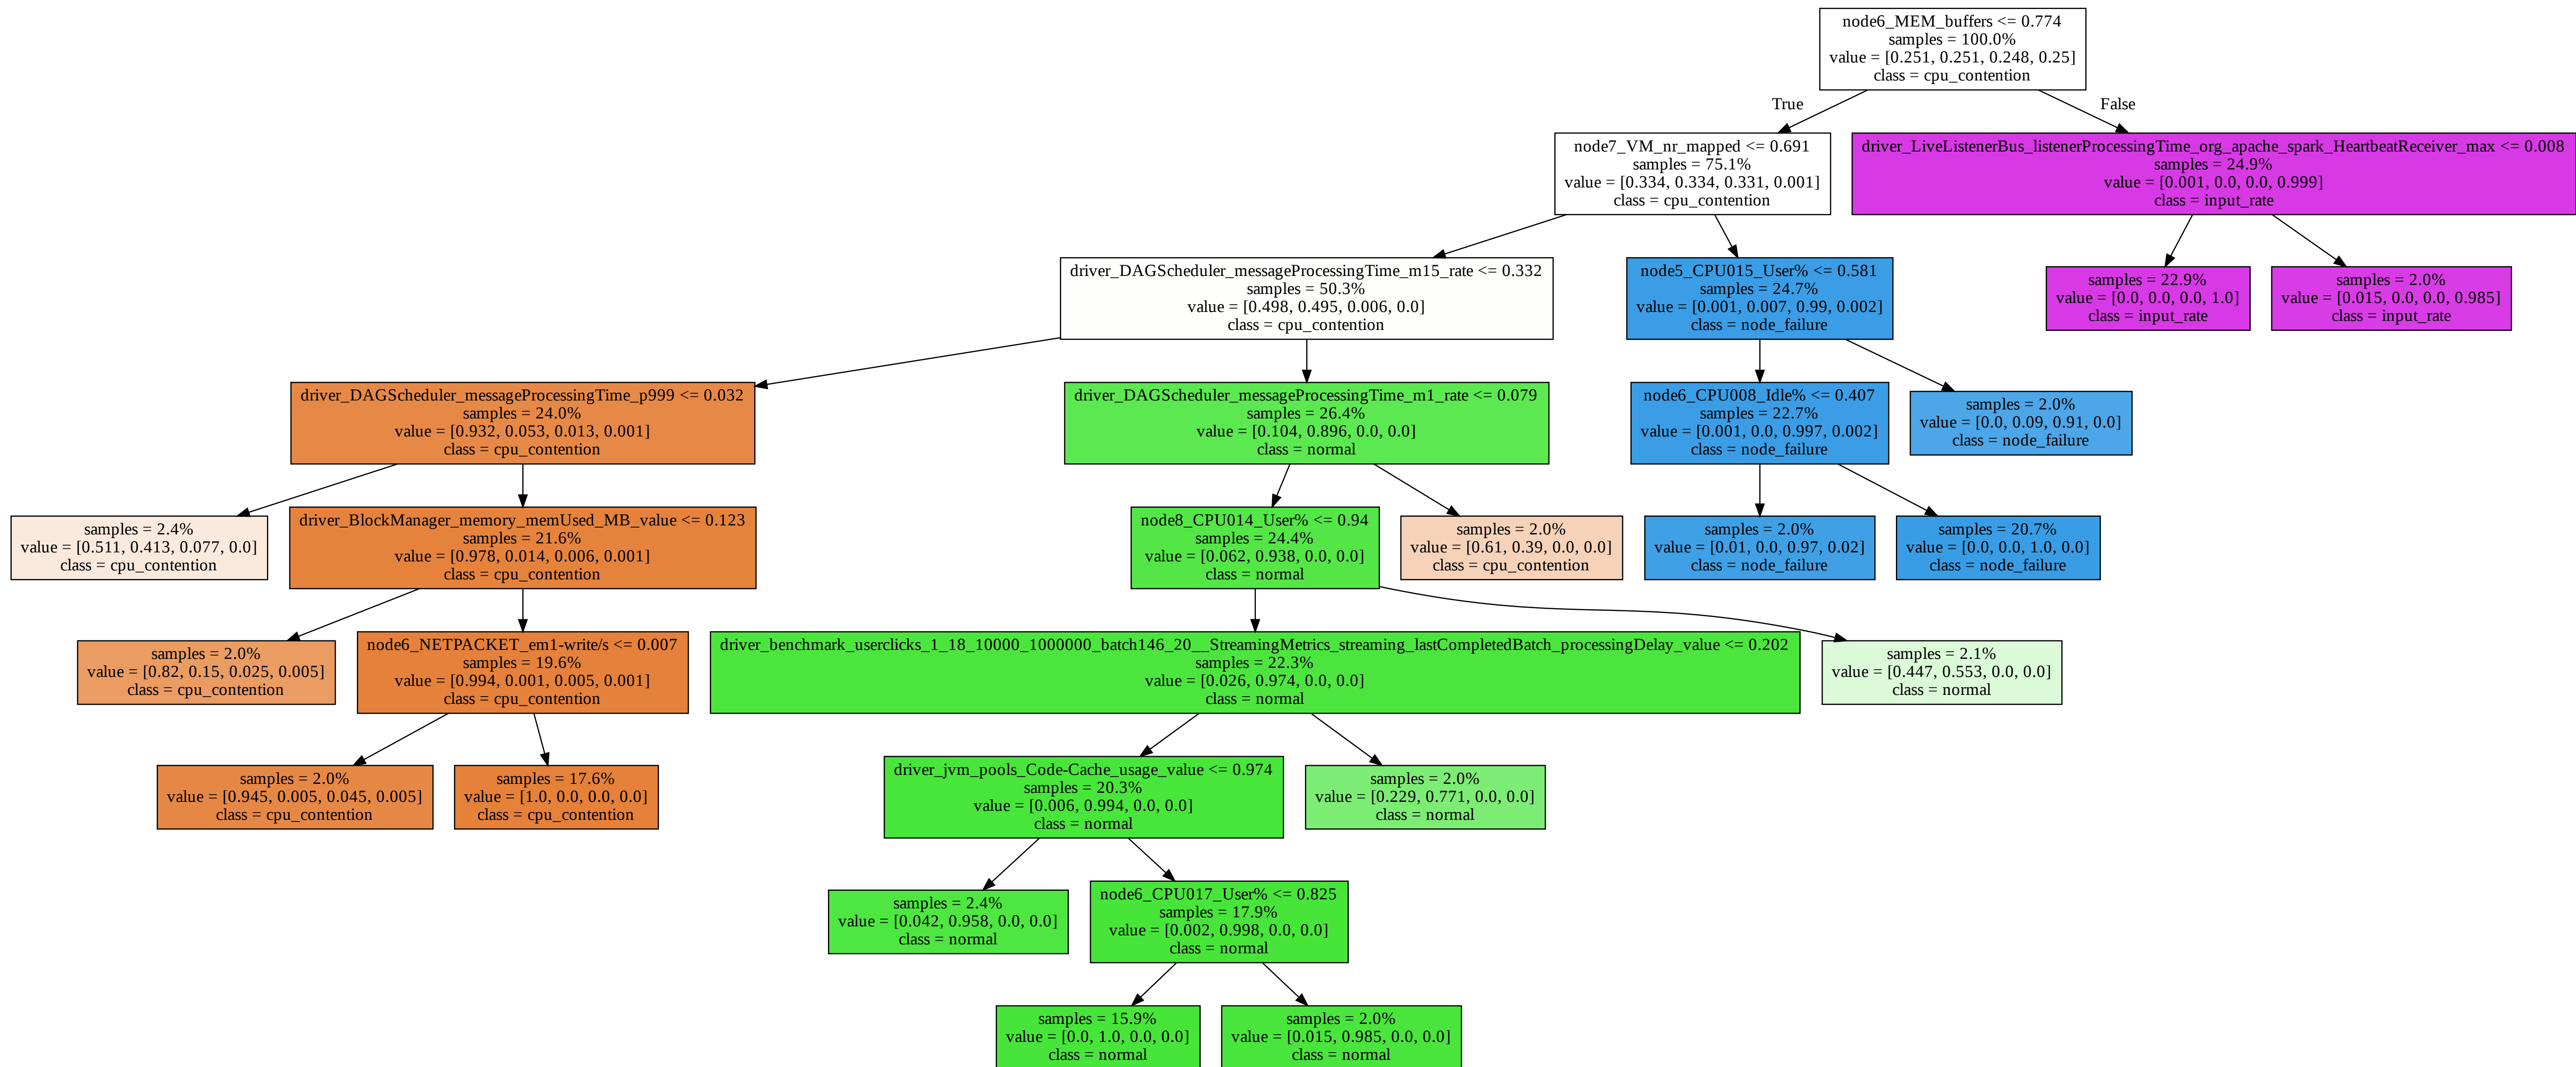 node6_MEM_buffers <= 0.774
samples = 100.0%
value = [0.251, 0.251, 0.248, 0.25]
class = cpu_contention
True
False
node7_VM_nr_mapped <= 0.691
samples = 75.1%
value = [0.334, 0.334, 0.331, 0.001]
class = cpu_contention
driver_LiveListenerBus_listenerProcessingTime_org_apache_spark_HeartbeatReceiver_max <= 0.008
samples = 24.9%
value = [0.001, 0.0, 0.0, 0.999]
class = input_rate
driver_DAGScheduler_messageProcessingTime_m15_rate <= 0.332
samples = 50.3%
value = [0.498, 0.495, 0.006, 0.0]
class = cpu_contention
node5_CPU015_User% <= 0.581
samples = 24.7%
value = [0.001, 0.007, 0.99, 0.002]
class = node_failure
samples = 22.9%
value = [0.0, 0.0, 0.0, 1.0]
class = input_rate
samples = 2.0%
value = [0.015, 0.0, 0.0, 0.985]
class = input_rate
driver_DAGScheduler_messageProcessingTime_p999 <= 0.032
samples = 24.0%
value = [0.932, 0.053, 0.013, 0.001]
class = cpu_contention
driver_DAGScheduler_messageProcessingTime_m1_rate <= 0.079
samples = 26.4%
value = [0.104, 0.896, 0.0, 0.0]
class = normal
node6_CPU008_Idle% <= 0.407
samples = 22.7%
value = [0.001, 0.0, 0.997, 0.002]
class = node_failure
samples = 2.0%
value = [0.0, 0.09, 0.91, 0.0]
class = node_failure
samples = 2.4%
value = [0.511, 0.413, 0.077, 0.0]
class = cpu_contention
driver_BlockManager_memory_memUsed_MB_value <= 0.123
samples = 21.6%
value = [0.978, 0.014, 0.006, 0.001]
class = cpu_contention
node8_CPU014_User% <= 0.94
samples = 24.4%
value = [0.062, 0.938, 0.0, 0.0]
class = normal
samples = 2.0%
value = [0.61, 0.39, 0.0, 0.0]
class = cpu_contention
samples = 2.0%
value = [0.01, 0.0, 0.97, 0.02]
class = node_failure
samples = 20.7%
value = [0.0, 0.0, 1.0, 0.0]
class = node_failure
samples = 2.0%
value = [0.82, 0.15, 0.025, 0.005]
class = cpu_contention
node6_NETPACKET_em1-write/s <= 0.007
samples = 19.6%
value = [0.994, 0.001, 0.005, 0.001]
class = cpu_contention
driver_benchmark_userclicks_1_18_10000_1000000_batch146_20__StreamingMetrics_streaming_lastCompletedBatch_processingDelay_value <= 0.202
samples = 22.3%
value = [0.026, 0.974, 0.0, 0.0]
class = normal
samples = 2.1%
value = [0.447, 0.553, 0.0, 0.0]
class = normal
samples = 2.0%
value = [0.945, 0.005, 0.045, 0.005]
class = cpu_contention
samples = 17.6%
value = [1.0, 0.0, 0.0, 0.0]
class = cpu_contention
driver_jvm_pools_Code-Cache_usage_value <= 0.974
samples = 20.3%
value = [0.006, 0.994, 0.0, 0.0]
class = normal
samples = 2.0%
value = [0.229, 0.771, 0.0, 0.0]
class = normal
samples = 2.4%
value = [0.042, 0.958, 0.0, 0.0]
class = normal
node6_CPU017_User% <= 0.825
samples = 17.9%
value = [0.002, 0.998, 0.0, 0.0]
class = normal
samples = 15.9%
value = [0.0, 1.0, 0.0, 0.0]
class = normal
samples = 2.0%
value = [0.015, 0.985, 0.0, 0.0]
class = normal